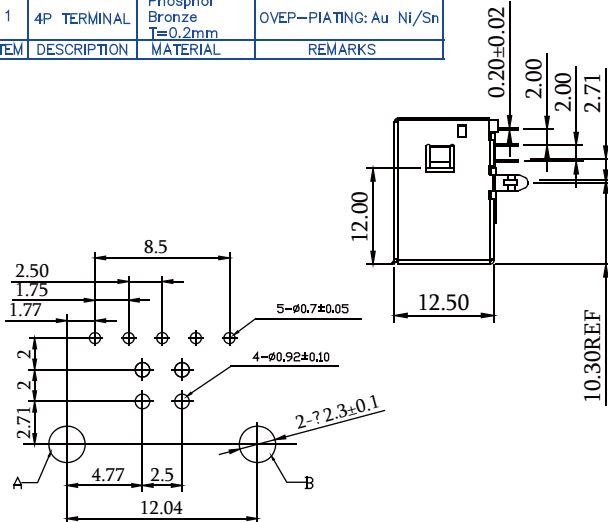 1 4P TERMINAL Phosphor Bronze T=0.2mm OVEP-PIATING: Au Ni/Sn
TEM DESCRIPTION MATERIAL REMARKS
0.20±0.02
2.00
2.00
2.71
12.00
12.50
10.30REF
8.5
2.50
1.75
1.77
5-ø0.7±0.05
4-ø0.92±0.10
2
2
2.71
2-?2.3±0.1
A
B
4.77
2.5
12.04